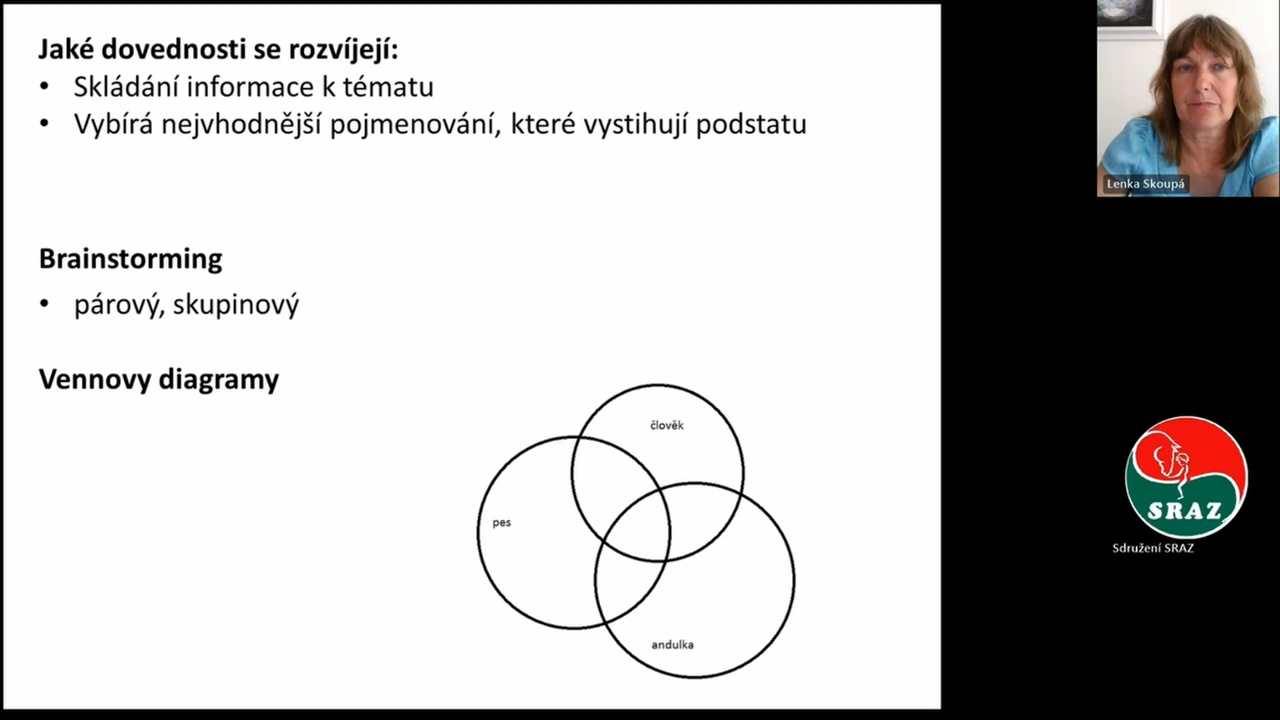 Jaké dovednosti se rozvíjejí:
• Skládání informace k tématu
• Vybírá nejvhodnější pojmenování, které vystihují podstatu
Brainstorming
• párový, skupinový
Vennovy diagramy
člověk
pes
andulka
Lenka Skoupá
SRAZ
Sdružení SRAZ